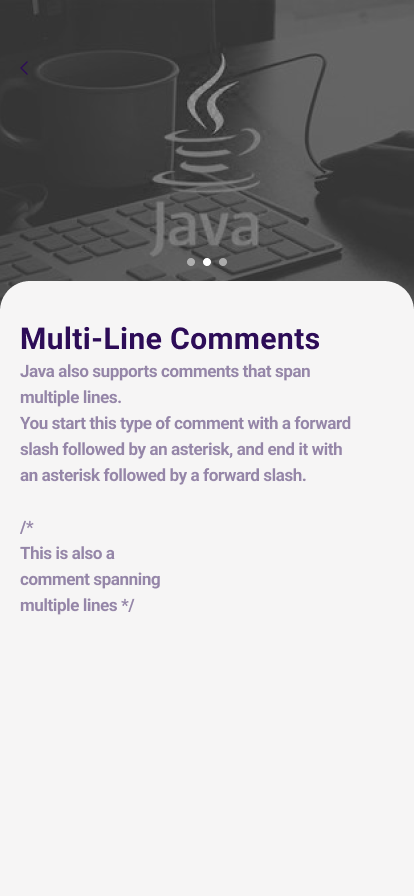 Java
Multi-Line Comments
Java also supports comments that span
multiple lines.
You start this type of comment with a forward
slash followed by an asterisk, and end it with
an asterisk followed by a forward slash.
/*
This is also a
comment spanning
multiple lines */